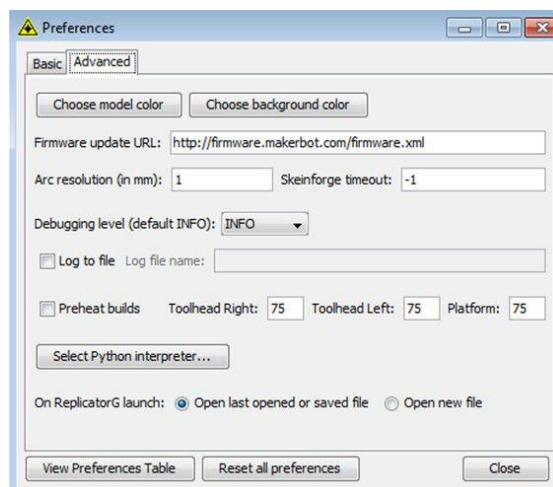 Preferences
Basic Advanced
Choose model color Choose background color
Firmware update URL: http://firmware.makerbot.com/firmware.xml
Arc resolution (in mm): 1 Skeinforge timeout: -1
Debugging level (default INFO): INFO
Log to file Log file name:
Preheat builds Toolhead Right: 75 Toolhead Left: 75 Platform: 75
Select Python interpreter...
On ReplicatorG launch: Open last opened or saved file Open new file
View Preferences Table Reset all preferences Close